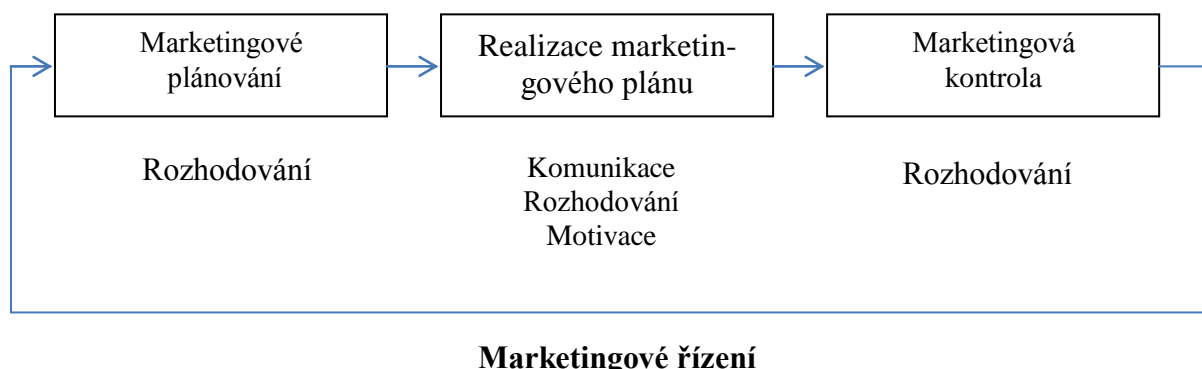 Marketingové
plánování
Realizace marketin-
gového plánu
Marketingová
kontrola
Rozhodování
Komunikace
Rozhodování
Motivace
Rozhodování
Marketingové řízení